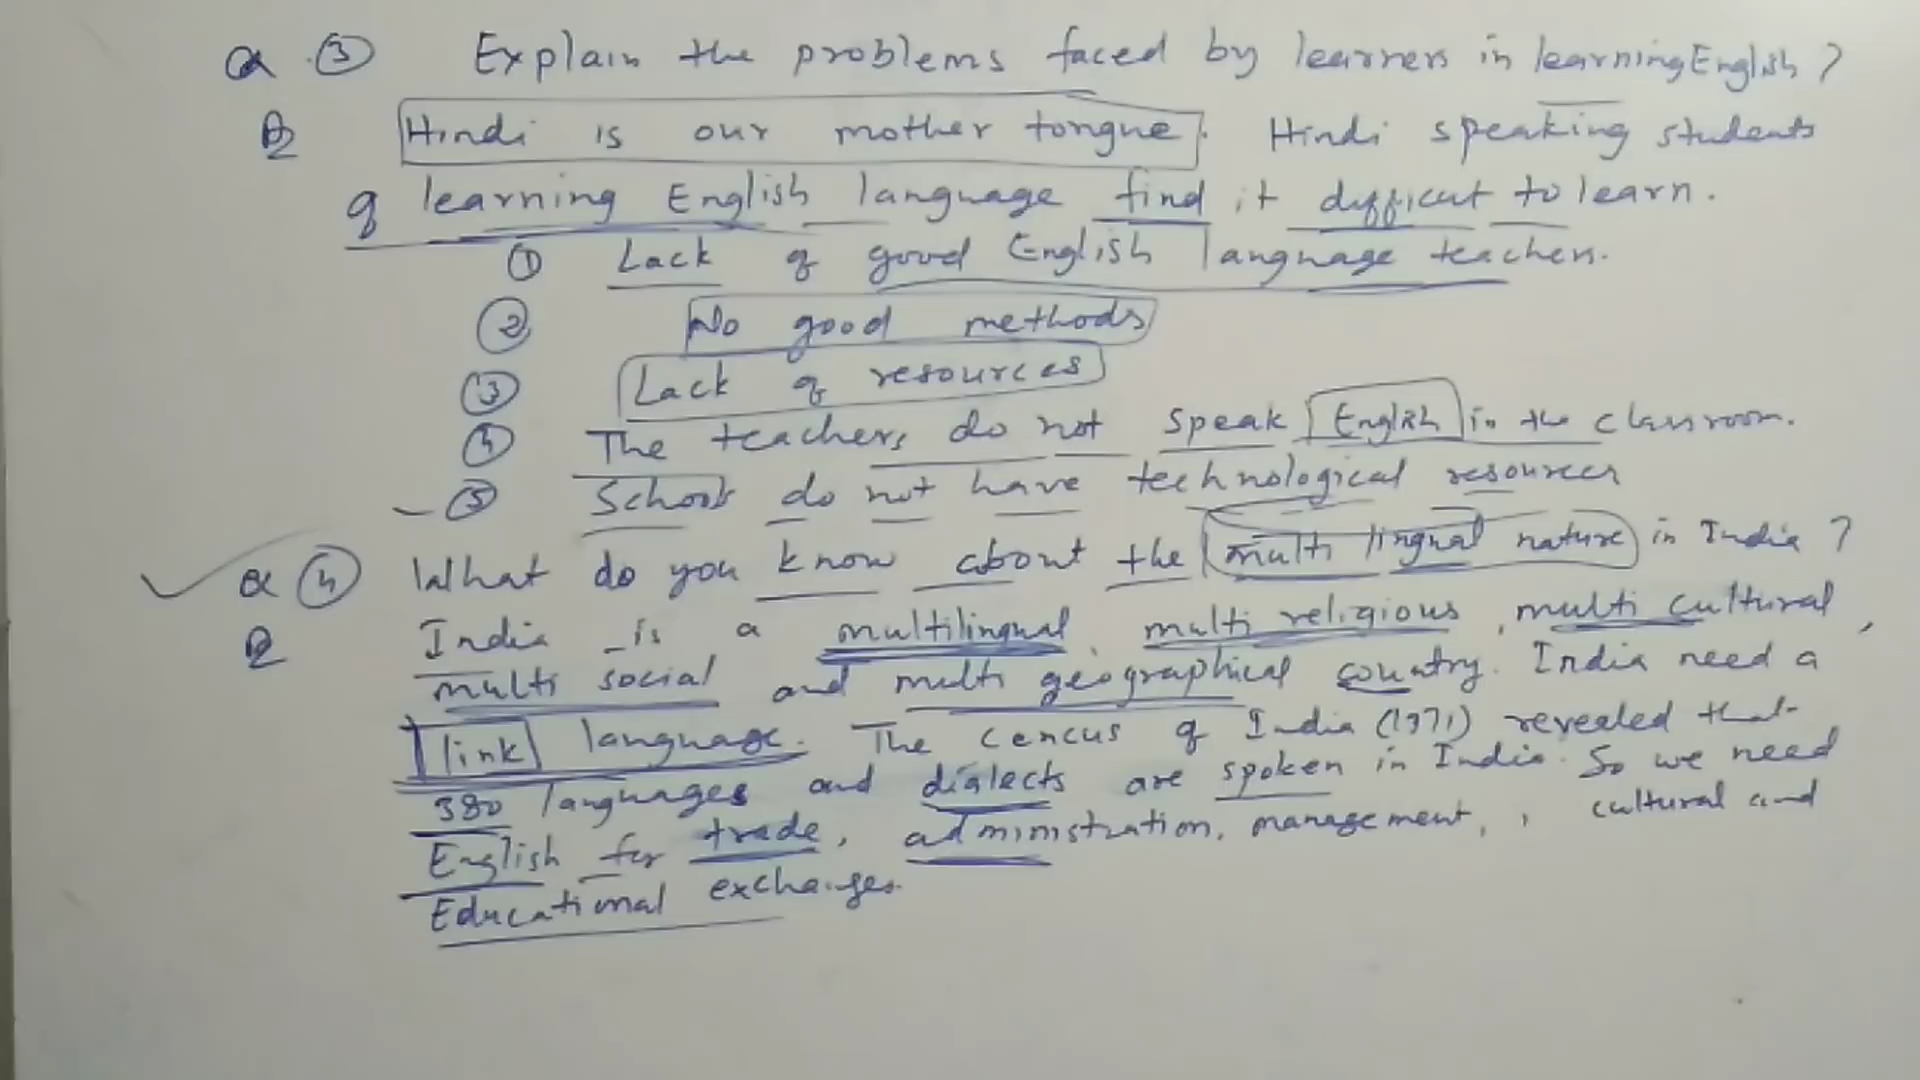 Q. ③ Explain the problems faced by learners in learning English ?
Hindi is our mother tongue. Hindi speaking students
of learning English language find it difficult to learn.
① Lack of good English language teachers.
② No good methods
③ Lack of resources
④ The teachers do not speak English in the classroom.
⑤ Schools do not have technological resources
Q ④ What do you know about the multi lingual nature in India ?
India is a multilingual, multi religious, multi cultural,
multi social and multi geographical country. India need a
link language. The cencus of India (1971) revealed that
380 languages and dialects are spoken in India. So we need
English for trade, administration, management, , cultural and
Educational exchanges.